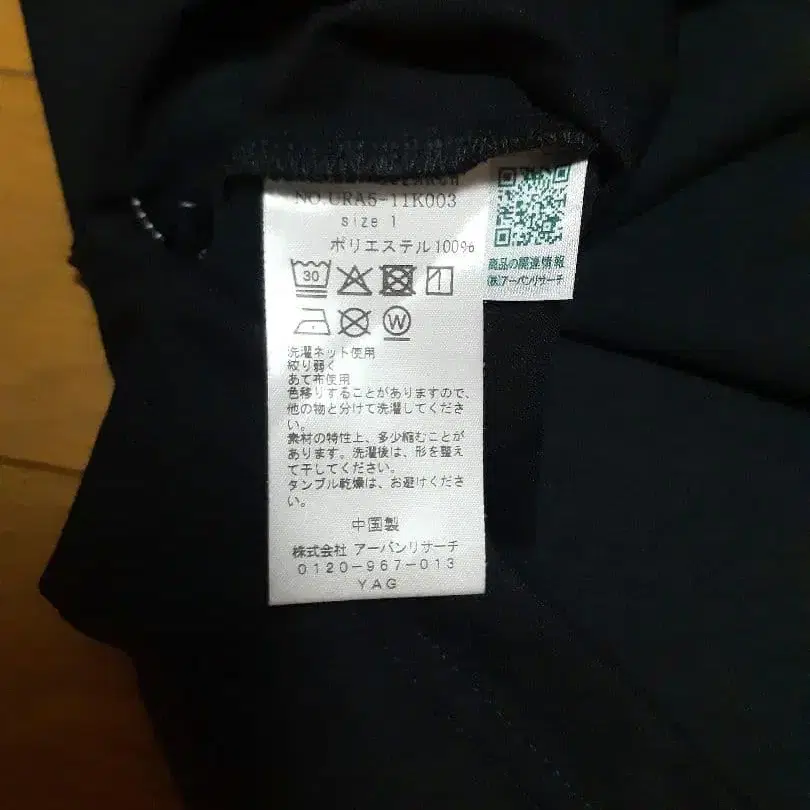 NO.URA5-11K003
size 1
ポリエステル100%
30
W
洗濯ネット使用
絞り弱く
あて布使用
色移りすることがありますので、
他の物と分けて洗濯してくださ
い。
素材の特性上、多少縮むことが
あります。洗濯後は、形を整え
て干してください。
タンブル乾燥は、お避けくださ
い。
中国製
株式会社 アーバンリサーチ
0120-967-013
YAG
商品の関連情報
(株)アーバンリサーチ